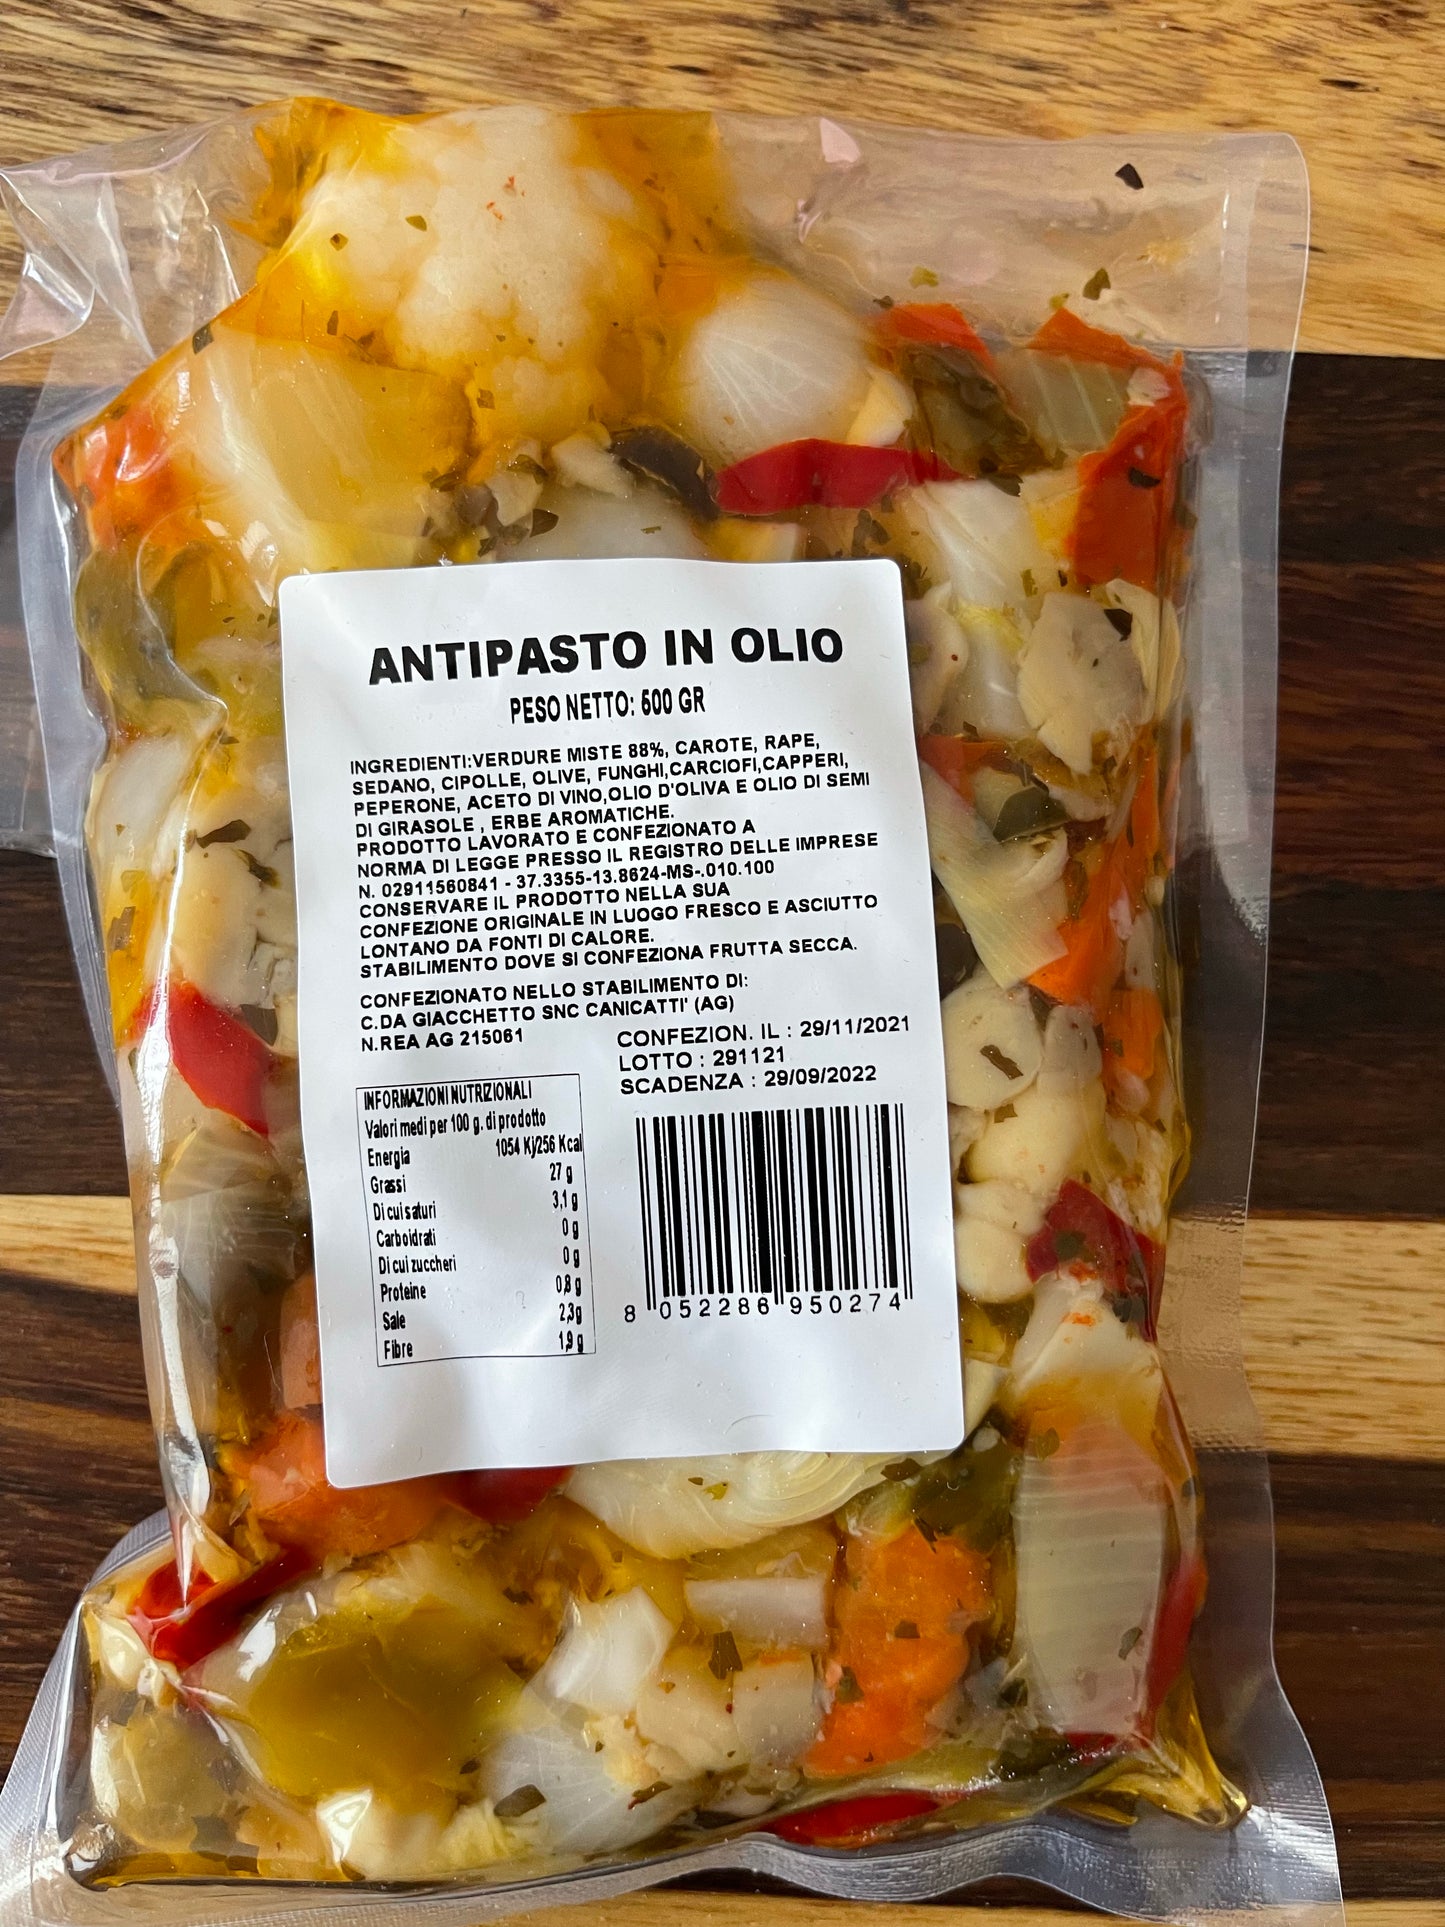 ANTIPASTO IN OLIO
PESO NETTO: 500 GR
INGREDIENTI:VERDURE MISTE 88%, CAROTE, RAPE,
SEDANO, CIPOLLE, OLIVE, FUNGHI,CARCIOFI,CAPPERI,
PEPERONE, ACETO DI VINO,OLIO D'OLIVA E OLIO DI SEMI
DI GIRASOLE , ERBE AROMATICHE.
PRODOTTO LAVORATO E CONFEZIONATO A
NORMA DI LEGGE PRESSO IL REGISTRO DELLE IMPRESE
N. 02911560841 - 37.3355-13.8624-MS-.010.100
CONSERVARE IL PRODOTTO NELLA SUA
CONFEZIONE ORIGINALE IN LUOGO FRESCO E ASCIUTTO
LONTANO DA FONTI DI CALORE.
STABILIMENTO DOVE SI CONFEZIONA FRUTTA SECCA.
CONFEZIONATO NELLO STABILIMENTO DI:
C.DA GIACCHETTO SNC CANICATTI' (AG)
N.REA AG 215061
CONFEZION. IL : 29/11/2021
LOTTO : 291121
SCADENZA : 29/09/2022
INFORMAZIONI NUTRIZIONALI
Valori medi per 100 g. di prodotto
Energia 1054 Kj/256 Kcal
Grassi 27 g
Di cui saturi 3,1 g
Carboidrati 0 g
Di cui zuccheri 0 g
Proteine 0,8 g
Sale 2,3g
Fibre 1,9 g
8 052286 950274